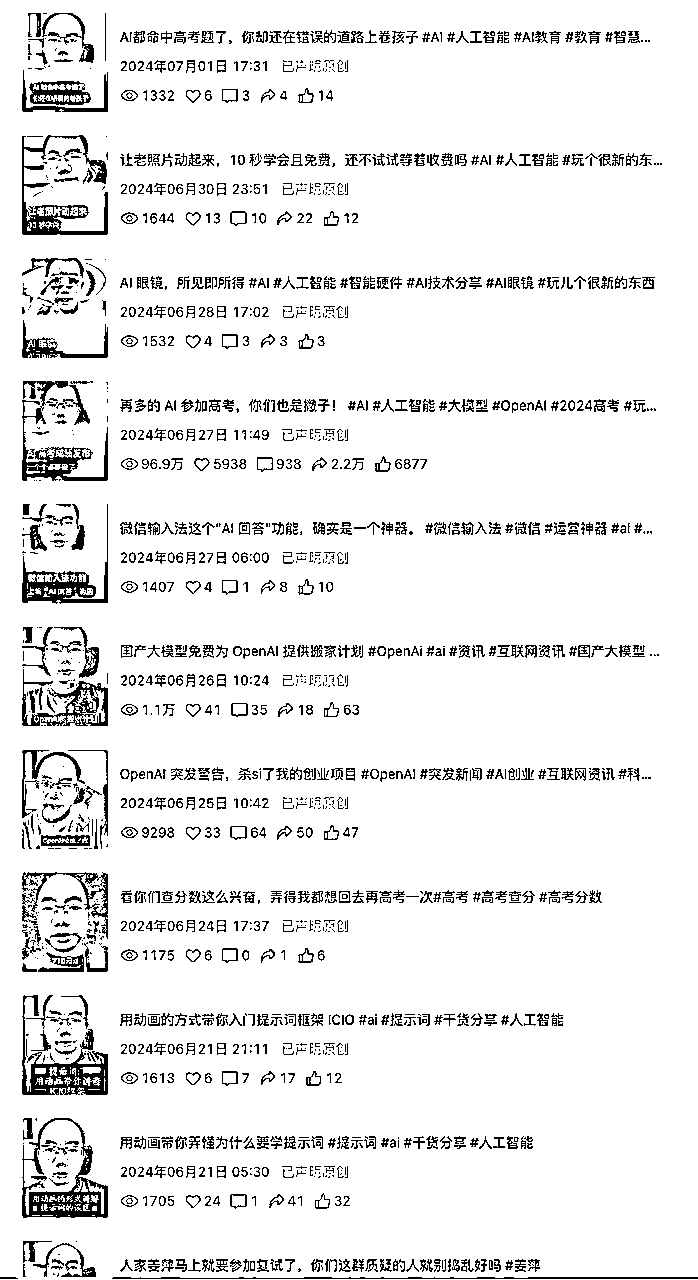 AI都命中高考题了，你却还在错误的道路上卷孩子 #AI #人工智能 #AI教育 #教育 #智慧...
2024年07月01日 17:31 已声明原创
1332 6 3 4 14
让老照片动起来，10 秒学会且免费，还不试试等着收费吗 #AI #人工智能 #玩个很新的东...
2024年06月30日 23:51 已声明原创
1644 13 10 22 12
AI 眼镜，所见即所得 #AI #人工智能 #智能硬件 #AI技术分享 #AI眼镜 #玩儿个很新的东西
2024年06月28日 17:02 已声明原创
1532 4 3 3 3
再多的 AI 参加高考，你们也是撒子！ #AI #人工智能 #大模型 #OpenAI #2024高考 #玩...
2024年06月27日 11:49 已声明原创
96.9万 5938 938 2.2万 6877
微信输入法这个“AI 回答”功能，确实是一个神器。 #微信输入法 #微信 #运营神器 #ai #...
2024年06月27日 06:00 已声明原创
1407 4 1 8 10
国产大模型免费为 OpenAI 提供搬家计划 #OpenAi #ai #资讯 #互联网资讯 #国产大模型 ...
2024年06月26日 10:24 已声明原创
1.1万 41 35 18 63
OpenAI 突发警告，杀si了我的创业项目 #OpenAI #突发新闻 #AI创业 #互联网资讯 #科...
2024年06月25日 10:42 已声明原创
9298 33 64 50 47
看你们查分数这么兴奋，弄得我都想回去再高考一次#高考 #高考查分 #高考分数
2024年06月24日 17:37 已声明原创
1175 6 0 1 6
用动画的方式带你入门提示词框架 ICIO #ai #提示词 #干货分享 #人工智能
2024年06月21日 21:11 已声明原创
1613 6 7 17 12
用动画带你弄懂为什么要学提示词 #提示词 #ai #干货分享 #人工智能
2024年06月21日 05:30 已声明原创
1705 24 1 41 32
人家姜萍马上就要参加复试了，你们这群质疑的人就别捣乱好吗 #姜萍